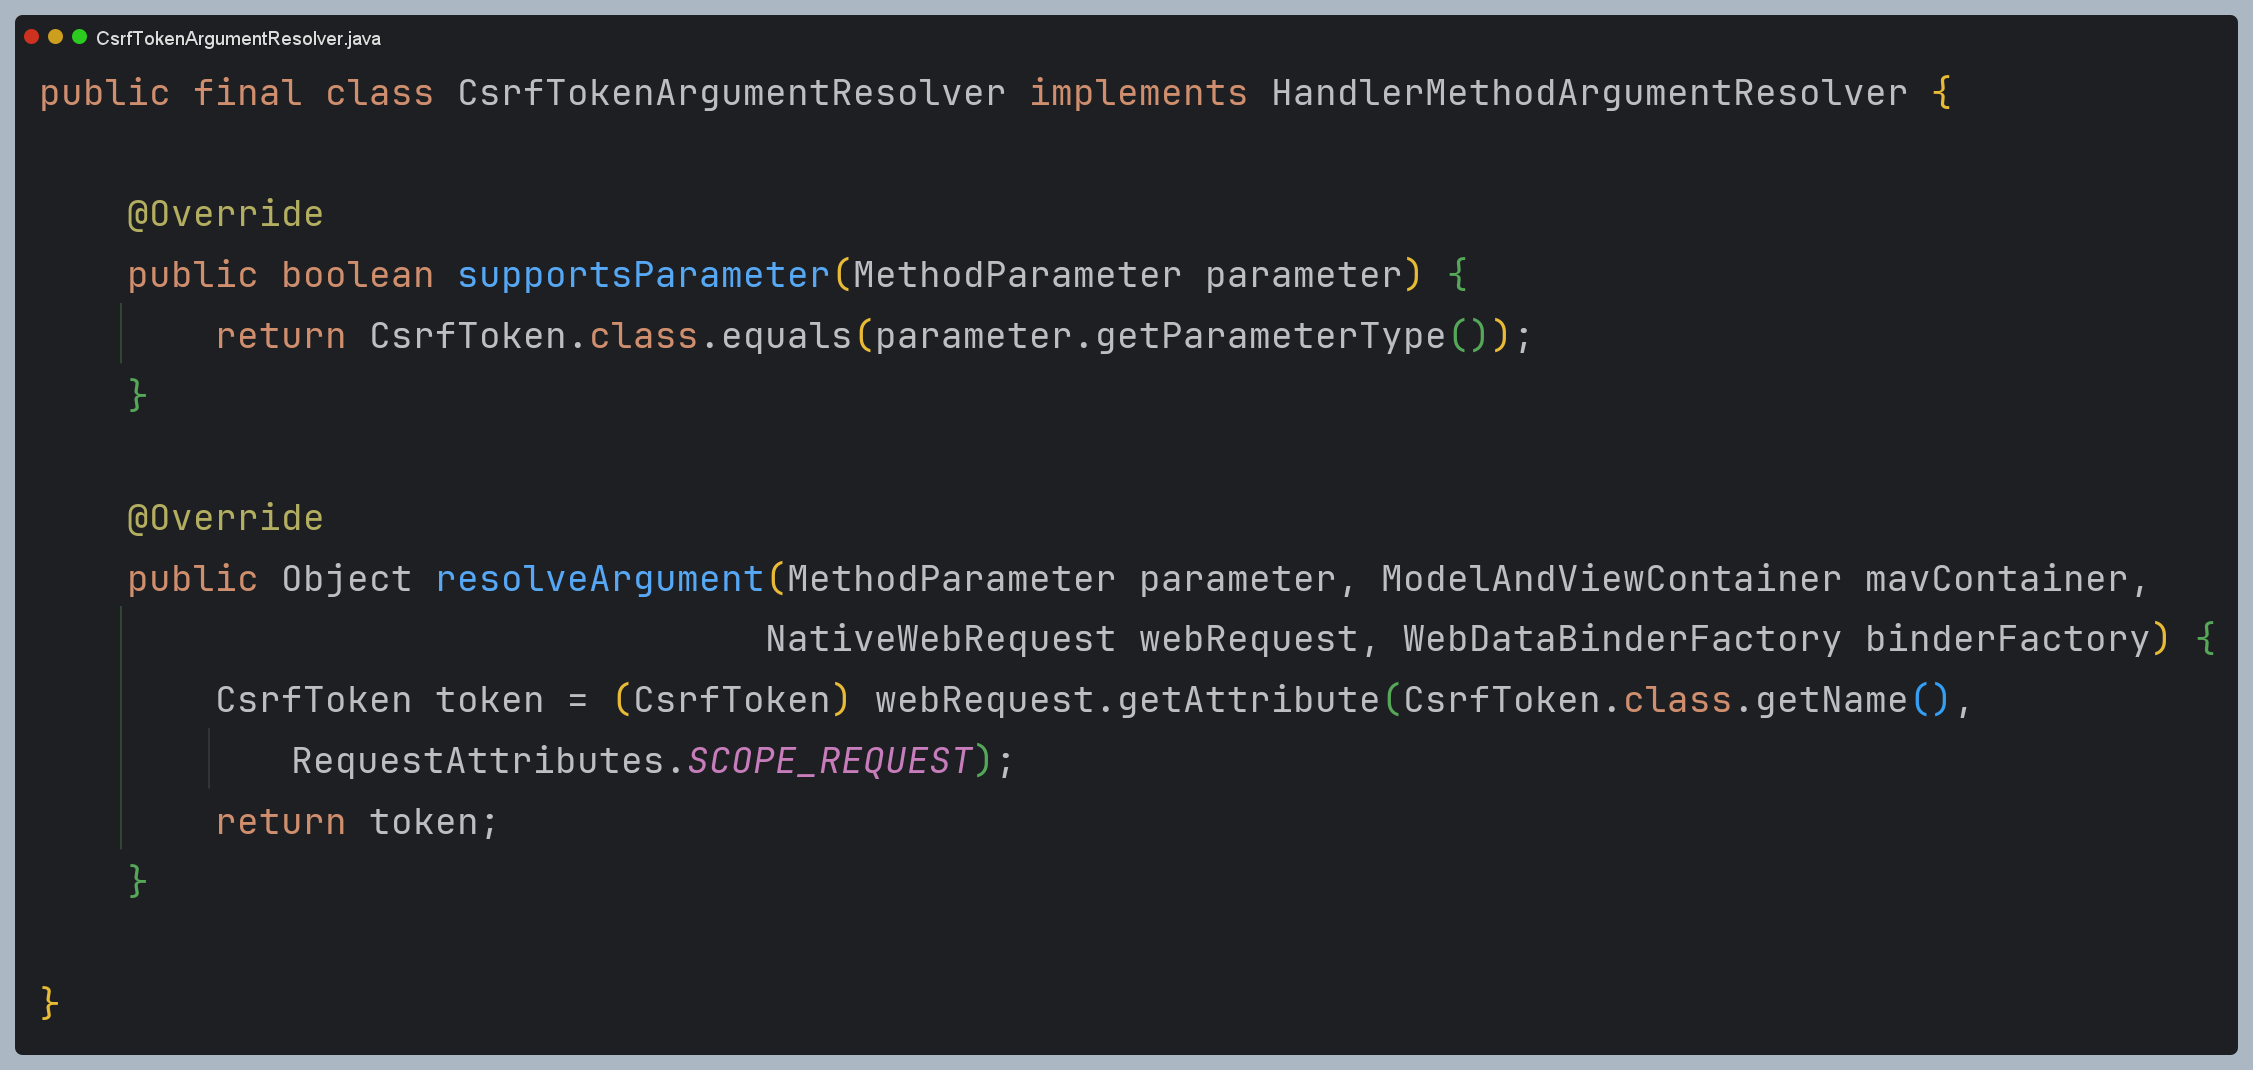 CsrfTokenArgumentResolver.java
public final class CsrfTokenArgumentResolver implements HandlerMethodArgumentResolver {
@Override
public boolean supportsParameter(MethodParameter parameter) {
return CsrfToken.class.equals(parameter.getParameterType());
}
@Override
public Object resolveArgument(MethodParameter parameter, ModelAndViewContainer mavContainer,
NativeWebRequest webRequest, WebDataBinderFactory binderFactory) {
CsrfToken token = (CsrfToken) webRequest.getAttribute(CsrfToken.class.getName(),
RequestAttributes.SCOPE_REQUEST);
return token;
}
}